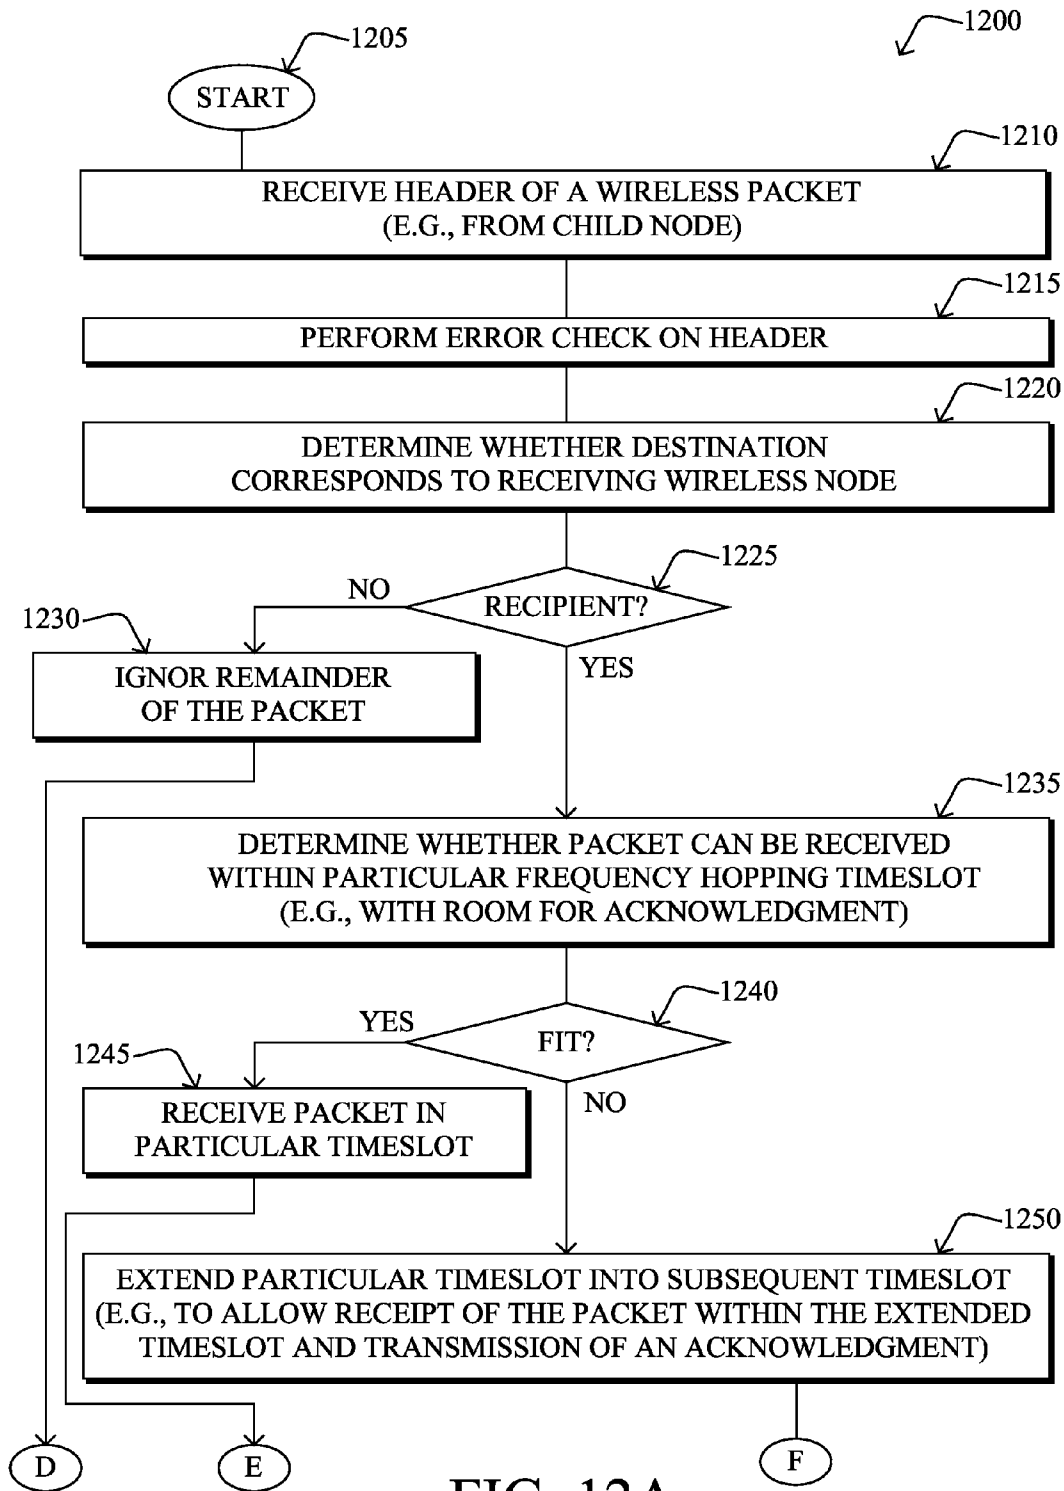 1200
1205
START
1210
RECEIVE HEADER OF A WIRELESS PACKET
(E.G., FROM CHILD NODE)
1215
PERFORM ERROR CHECK ON HEADER
1220
DETERMINE WHETHER DESTINATION
CORRESPONDS TO RECEIVING WIRELESS NODE
1225
NO
RECIPIENT?
1230
YES
IGNOR REMAINDER
OF THE PACKET
1235
DETERMINE WHETHER PACKET CAN BE RECEIVED
WITHIN PARTICULAR FREQUENCY HOPPING TIMESLOT
(E.G., WITH ROOM FOR ACKNOWLEDGMENT)
1240
YES
FIT?
1245
NO
RECEIVE PACKET IN
PARTICULAR TIMESLOT
1250
EXTEND PARTICULAR TIMESLOT INTO SUBSEQUENT TIMESLOT
(E.G., TO ALLOW RECEIPT OF THE PACKET WITHIN THE EXTENDED
TIMESLOT AND TRANSMISSION OF AN ACKNOWLEDGMENT)
D
E
F
FIG. 12A